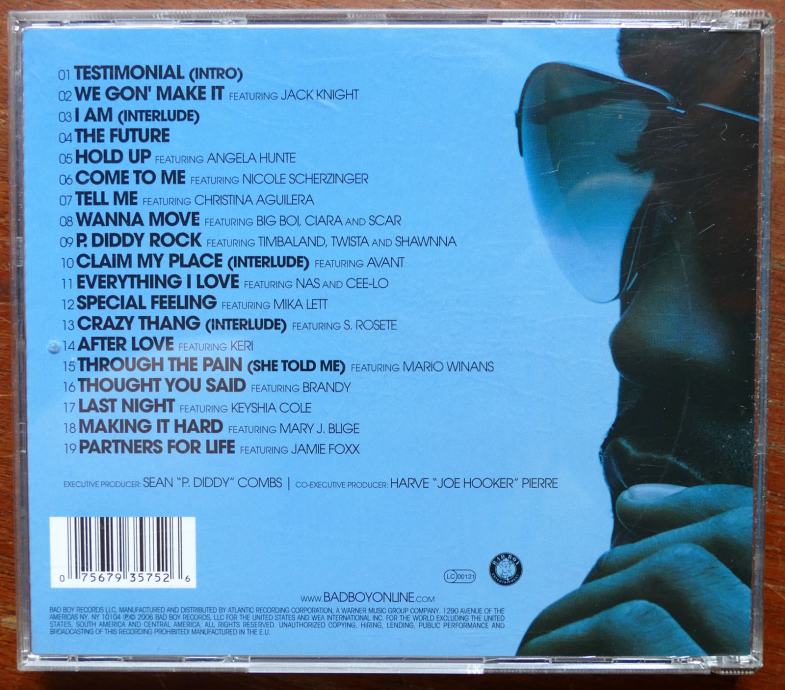 01 TESTIMONIAL (INTRO)
02 WE GON' MAKE IT FEATURING JACK KNIGHT
03 I AM (INTERLUDE)
04 THE FUTURE
05 HOLD UP FEATURING ANGELA HUNTE
06 COME TO ME FEATURING NICOLE SCHERZINGER
07 TELL ME FEATURING CHRISTINA AGUILERA
08 WANNA MOVE FEATURING BIG BOI, CIARA AND SCAR
09 P. DIDDY ROCK FEATURING TIMBALAND, TWISTA AND SHAWNNA
10 CLAIM MY PLACE (INTERLUDE) FEATURING AVANT
11 EVERYTHING I LOVE FEATURING NAS AND CEE-LO
12 SPECIAL FEELING FEATURING MIKA LETT
13 CRAZY THANG (INTERLUDE) FEATURING S. ROSETE
14 AFTER LOVE FEATURING KERI
15 THROUGH THE PAIN (SHE TOLD ME) FEATURING MARIO WINANS
16 THOUGHT YOU SAID FEATURING BRANDY
17 LAST NIGHT FEATURING KEYSHIA COLE
18 MAKING IT HARD FEATURING MARY J. BLIGE
19 PARTNERS FOR LIFE FEATURING JAMIE FOXX
EXECUTIVE PRODUCER: SEAN "P. DIDDY" COMBS | CO-EXECUTIVE PRODUCER: HARVE "JOE HOOKER" PIERRE
0 75679 35752 6
LC 00121
BAD BOY
WWW.BADBOYONLINE.COM
BAD BOY RECORDS LLC, MANUFACTURED AND DISTRIBUTED BY ATLANTIC RECORDING CORPORATION, A WARNER MUSIC GROUP COMPANY. 1290 AVENUE OF THE
AMERICAS NY, NY 10104 ℗© 2006 BAD BOY RECORDS, LLC FOR THE UNITED STATES AND WEA INTERNATIONAL INC. FOR THE WORLD EXCLUDING THE UNITED
STATES, SOUTH AMERICA AND CENTRAL AMERICA. ALL RIGHTS RESERVED. UNAUTHORIZED COPYING, HIRING, LENDING, PUBLIC PERFORMANCE AND
BROADCASTING OF THIS RECORDING PROHIBITED! MANUFACTURED IN THE E.U.